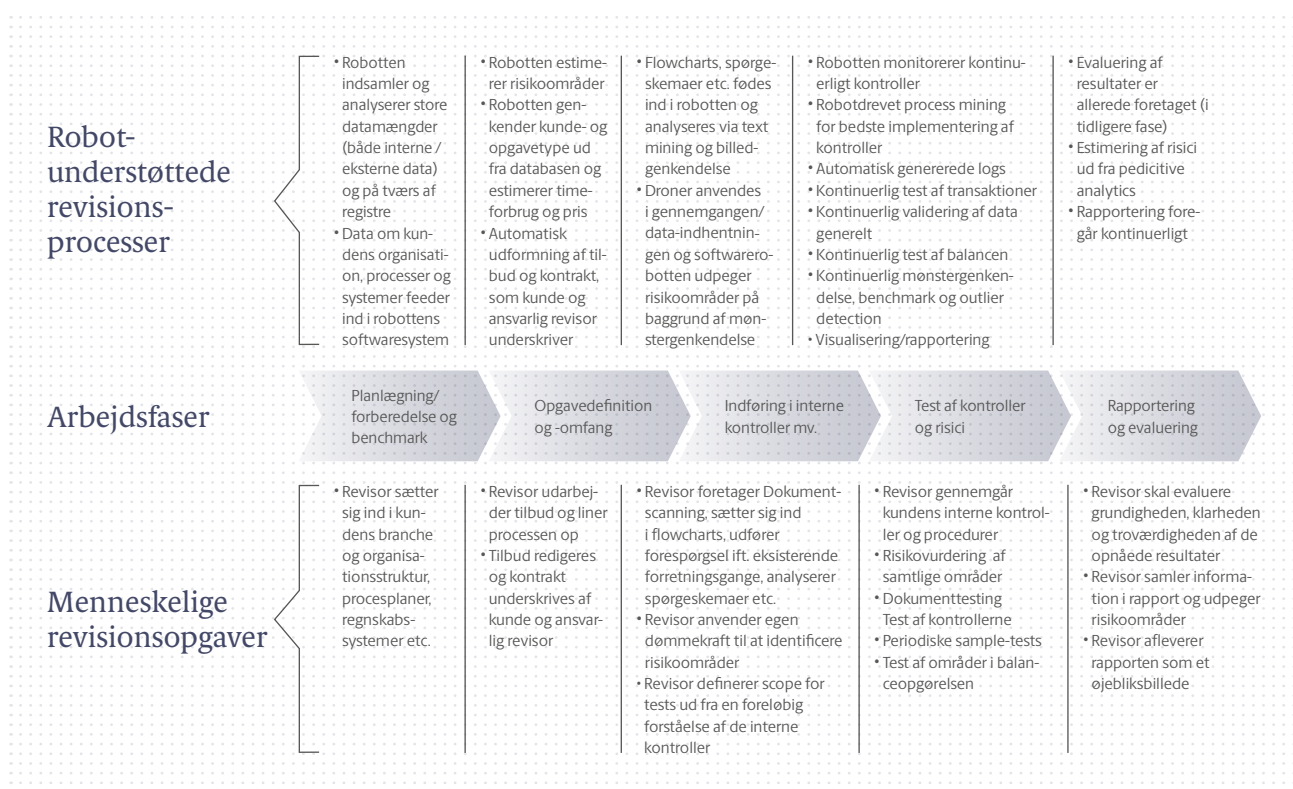 Robot-
understøttede
revisions-
processer
• Robotten
indsamler og
analyserer store
datamængder
(både interne /
eksterne data)
og på tværs af
registre
• Data om kun-
dens organisati-
on, processer og
systemer feeder
ind i robottens
softwaresystem
• Robotten estime-
rer risikoområder
• Robotten gen-
kender kunde- og
opgavetype ud
fra databasen og
estimerer time-
forbrug og pris
• Automatisk
udformning af til-
bud og kontrakt,
som kunde og
ansvarlig revisor
underskriver
• Flowcharts, spørge-
skemaer etc. fødes
ind i robotten og
analyseres via text
mining og billed-
genkendelse
• Droner anvendes
i gennemgangen/
data-indhentnin-
gen og softwarero-
botten udpeger
risikoområder på
baggrund af møn-
stergenkendelse
• Robotten monitorerer kontinu-
erligt kontroller
• Robotdrevet process mining
for bedste implementering af
kontroller
• Automatisk genererede logs
• Kontinuerlig test af transaktioner
• Kontinuerlig validering af data
generelt
• Kontinuerlig test af balancen
• Kontinuerlig mønstergenken-
delse, benchmark og outlier
detection
• Visualisering/rapportering
• Evaluering af
resultater er
allerede foretaget (i
tidligere fase)
• Estimering af risici
ud fra pedicitive
analytics
• Rapportering fore-
går kontinuerligt
Arbejdsfaser
Planlægning/
forberedelse og
benchmark
Opgavedefinition
og -omfang
Indføring i interne
kontroller mv.
Test af kontroller
og risici
Rapportering
og evaluering
Menneskelige
revisionsopgaver
• Revisor sætter
sig ind i kun-
dens branche
og organisa-
tionsstruktur,
procesplaner,
regnskabs-
systemer etc.
• Revisor udarbej-
der tilbud og liner
processen op
• Tilbud redigeres
og kontrakt
underskrives af
kunde og ansvar-
lig revisor
• Revisor foretager Dokument-
scanning, sætter sig ind
i flowcharts, udfører
forespørgsel ift. eksisterende
forretningsgange, analyserer
spørgeskemaer etc.
• Revisor anvender egen
dømmekraft til at identificere
risikoområder
• Revisor definerer scope for
tests ud fra en foreløbig
forståelse af de interne
kontroller
• Revisor gennemgår
kundens interne kontrol-
ler og procedurer
• Risikovurdering af
samtlige områder
• Dokumenttesting
Test af kontrollerne
• Periodiske sample-tests
• Test af områder i balan-
ceopgørelsen
• Revisor skal evaluere
grundigheden, klarheden
og troværdigheden af de
opnåede resultater
• Revisor samler informa-
tion i rapport og udpeger
risikoområder
• Revisor afleverer
rapporten som et
øjebliksbillede